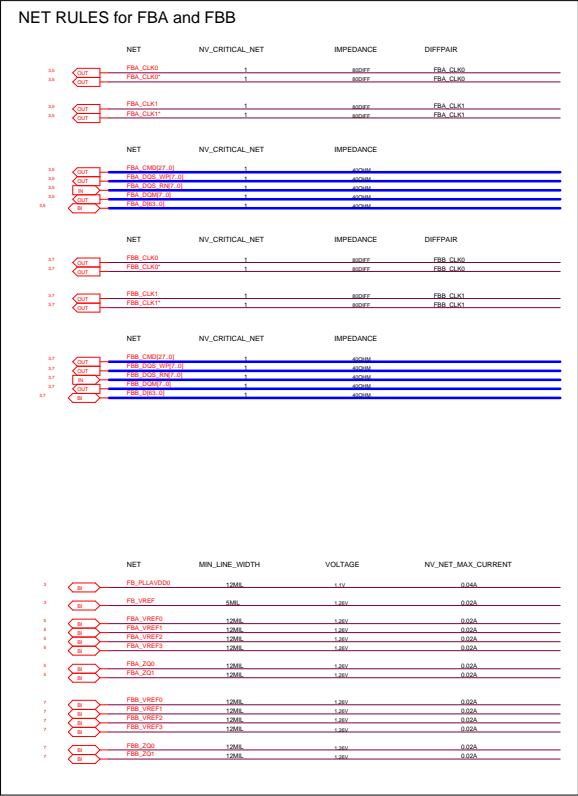 NET RULES for FBA and FBB
NET NV_CRITICAL_NET IMPEDANCE DIFFPAIR
3,5 OUT FBA_CLK0 1 80DIFF FBA_CLK0
3,5 OUT FBA_CLK0* 1 80DIFF FBA_CLK0
3,5 OUT FBA_CLK1 1 80DIFF FBA_CLK1
3,5 OUT FBA_CLK1* 1 80DIFF FBA_CLK1
NET NV_CRITICAL_NET IMPEDANCE
3,5 OUT FBA_CMD[27..0] 1 40OHM
3,5 OUT FBA_DQS_WP[7..0] 1 40OHM
3,5 IN FBA_DQS_RN[7..0] 1 40OHM
3,5 OUT FBA_DQM[7..0] 1 40OHM
3,5 BI FBA_D[63..0] 1 40OHM
NET NV_CRITICAL_NET IMPEDANCE DIFFPAIR
3,7 OUT FBB_CLK0 1 80DIFF FBB_CLK0
3,7 OUT FBB_CLK0* 1 80DIFF FBB_CLK0
3,7 OUT FBB_CLK1 1 80DIFF FBB_CLK1
3,7 OUT FBB_CLK1* 1 80DIFF FBB_CLK1
NET NV_CRITICAL_NET IMPEDANCE
3,7 OUT FBB_CMD[27..0] 1 40OHM
3,7 OUT FBB_DQS_WP[7..0] 1 40OHM
3,7 IN FBB_DQS_RN[7..0] 1 40OHM
3,7 OUT FBB_DQM[7..0] 1 40OHM
3,7 BI FBB_D[63..0] 1 40OHM
NET MIN_LINE_WIDTH VOLTAGE NV_NET_MAX_CURRENT
3 BI FB_PLLAVDD0 12MIL 1.1V 0.04A
3 BI FB_VREF 5MIL 1.26V 0.02A
5 BI FBA_VREF0 12MIL 1.26V 0.02A
5 BI FBA_VREF1 12MIL 1.26V 0.02A
5 BI FBA_VREF2 12MIL 1.26V 0.02A
5 BI FBA_VREF3 12MIL 1.26V 0.02A
5 BI FBA_ZQ0 12MIL 1.26V 0.02A
5 BI FBA_ZQ1 12MIL 1.26V 0.02A
7 BI FBB_VREF0 12MIL 1.26V 0.02A
7 BI FBB_VREF1 12MIL 1.26V 0.02A
7 BI FBB_VREF2 12MIL 1.26V 0.02A
7 BI FBB_VREF3 12MIL 1.26V 0.02A
7 BI FBB_ZQ0 12MIL 1.26V 0.02A
7 BI FBB_ZQ1 12MIL 1.26V 0.02A